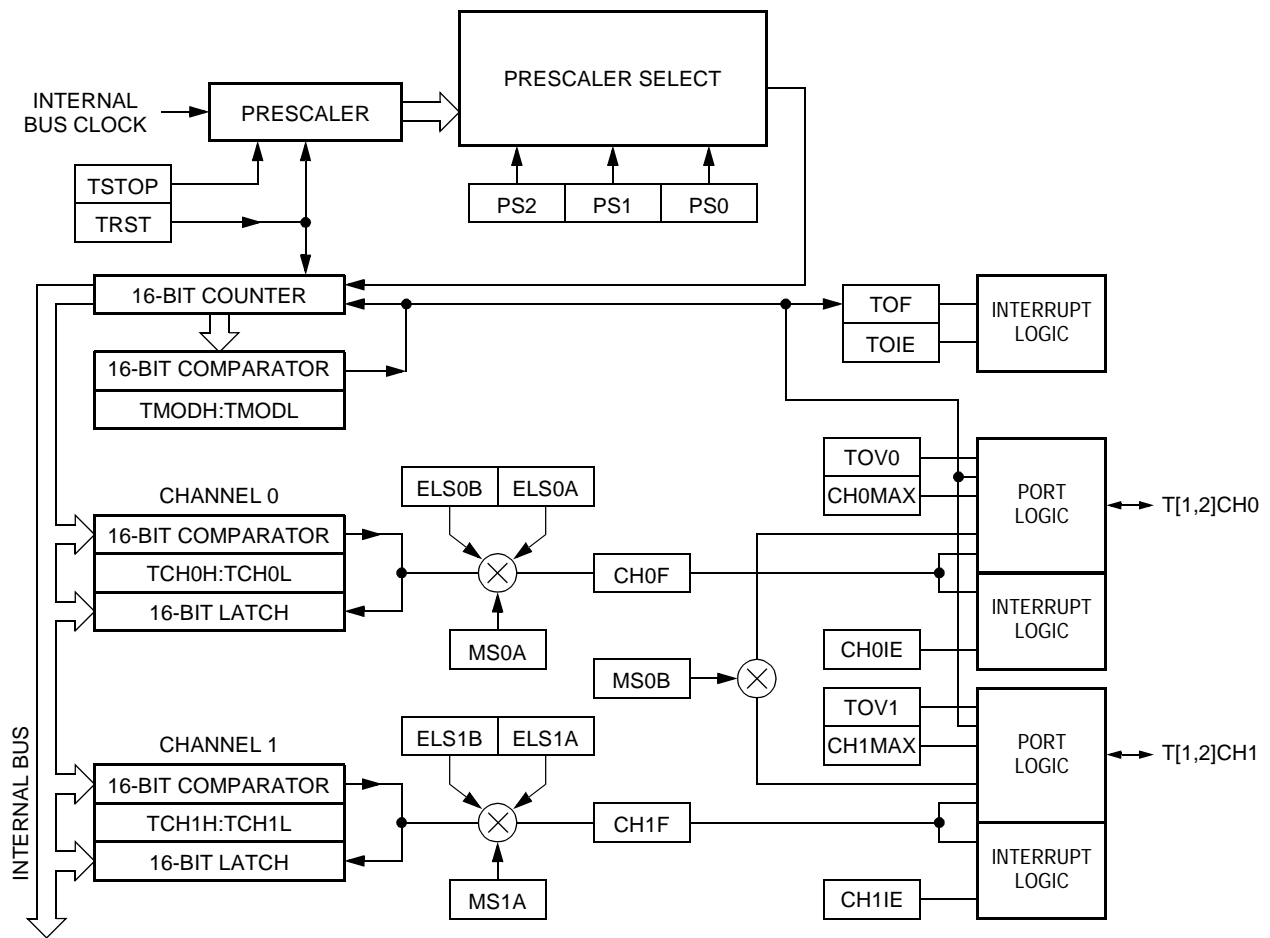 PRESCALER SELECT
INTERNAL
BUS CLOCK
PRESCALER
TSTOP
TRST
PS2
PS1
PS0
16-BIT COUNTER
TOF
TOIE
INTERRUPT
LOGIC
16-BIT COMPARATOR
TMODH:TMODL
CHANNEL 0
16-BIT COMPARATOR
TCH0H:TCH0L
16-BIT LATCH
ELS0B
ELS0A
MS0A
CH0F
TOV0
CH0MAX
PORT
LOGIC
T[1,2]CH0
INTERRUPT
LOGIC
CH0IE
MS0B
CHANNEL 1
16-BIT COMPARATOR
TCH1H:TCH1L
16-BIT LATCH
ELS1B
ELS1A
MS1A
CH1F
TOV1
CH1MAX
PORT
LOGIC
T[1,2]CH1
INTERRUPT
LOGIC
CH1IE
INTERNAL BUS